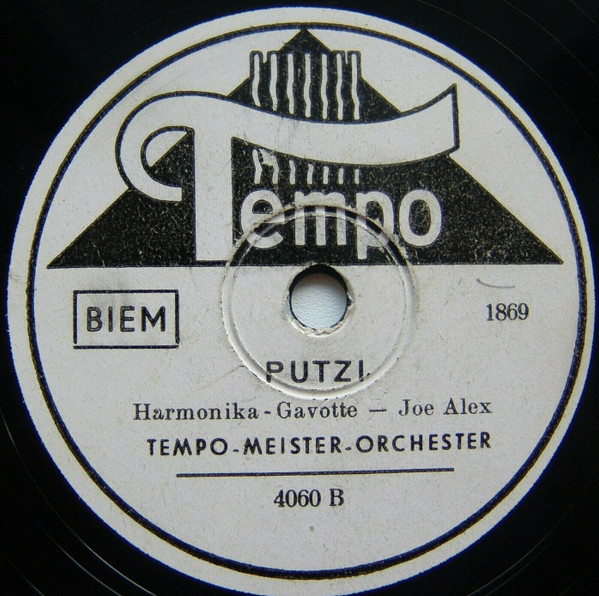 Tempo
BIEM
1869
PUTZI
Harmonika-Gavotte — Joe Alex
TEMPO-MEISTER-ORCHESTER
4060 B